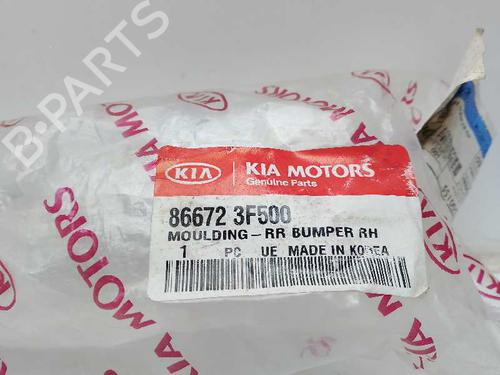 B-PARTS
KIA
KIA MOTORS
Genuine Parts
86672 3F500
MOULDING-RR BUMPER RH
1 PC UE MADE IN KOREA
KIA MOTORS